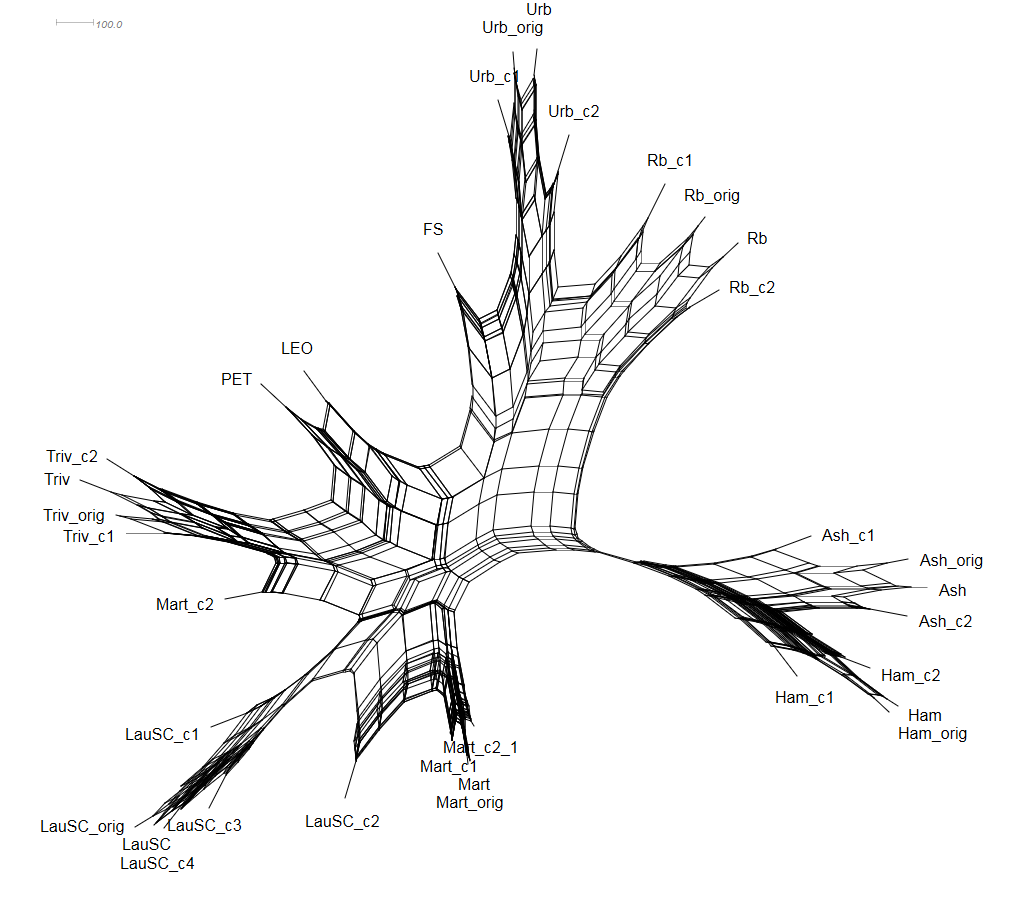 Urb
100.0
Urb_orig
Urb_c1
Urb_c2
Rb_c1
Rb_orig
FS
Rb
Rb_c2
LEO
PET
Triv_c2
Triv
Triv_orig
Triv_c1
Ash_c1
Ash_orig
Ash
Mart_c2
Ash_c2
Ham_c2
Ham_c1
Ham
Ham_orig
LauSC_c1
Mart_c2_1
Mart_c1
Mart
Mart_orig
LauSC_c2
LauSC_orig
LauSC_c3
LauSC
LauSC_c4